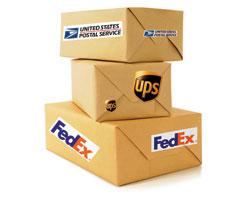 UNITED STATES
POSTAL SERVICE
UNITED STATES
POSTAL SERVICE
ups
ups
FedEx
FedEx